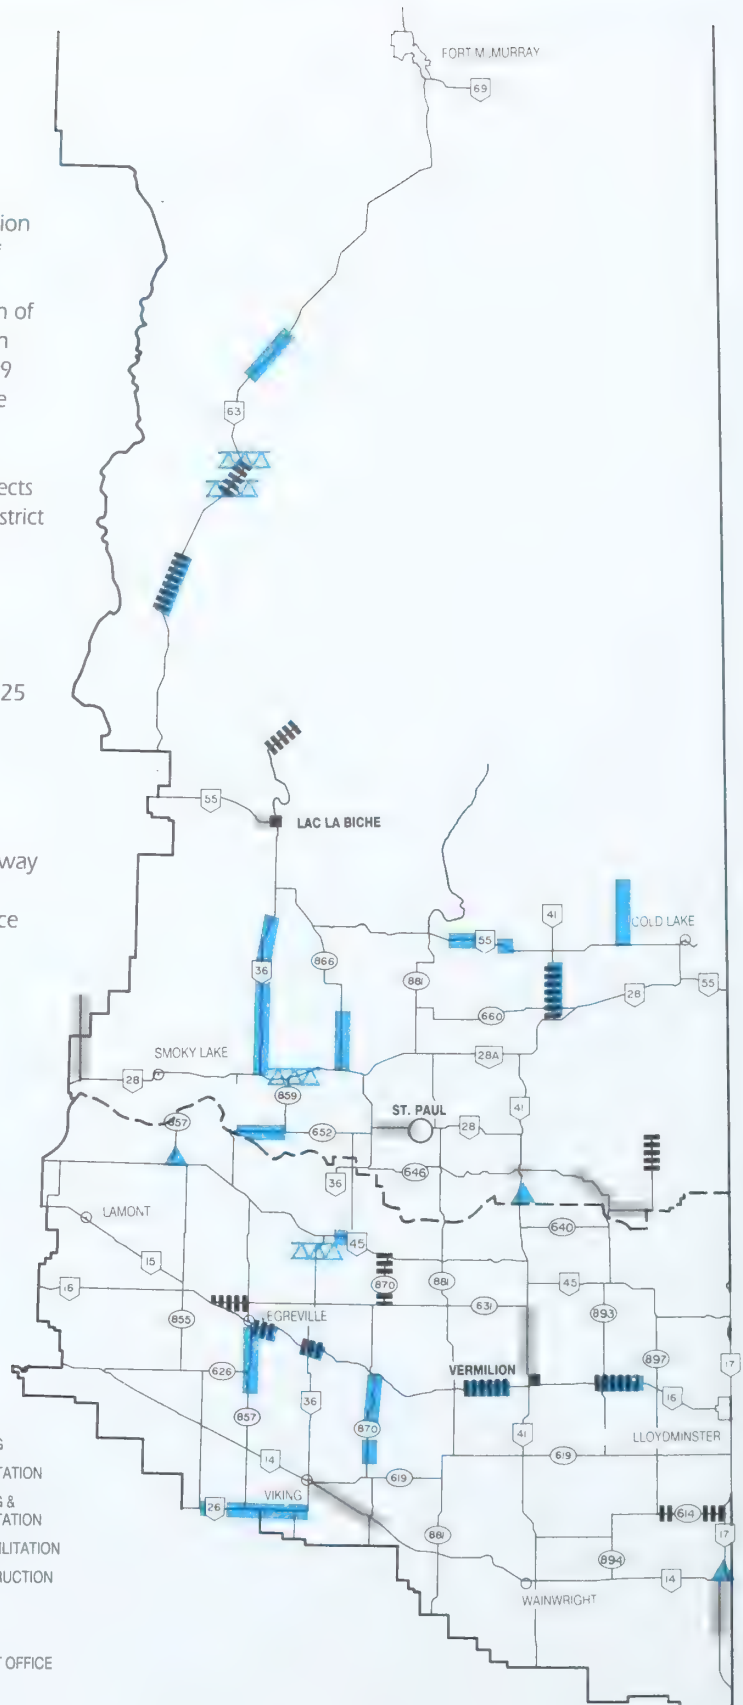 FORT M.MURRAY
69
ion
n of
n
9
e
63
ects
strict
25
55
LAC LA BICHE
way
ce
41
COLD LAKE
55
36
866
881
28
55
660
SMOKY LAKE
28A
28
859
41
857
ST. PAUL
652
28
646
36
LAMONT
640
45
15
870
881
45
16
631
893
855
EGREVILLE
897
17
626
VERMILION
36
16
857
870
41
LLOYDMINSTER
14
619
G
619
TATION
VIKING
G &
TATION
26
614
881
17
ILITATION
894
RUCTION
14
WAINWRIGHT
T OFFICE